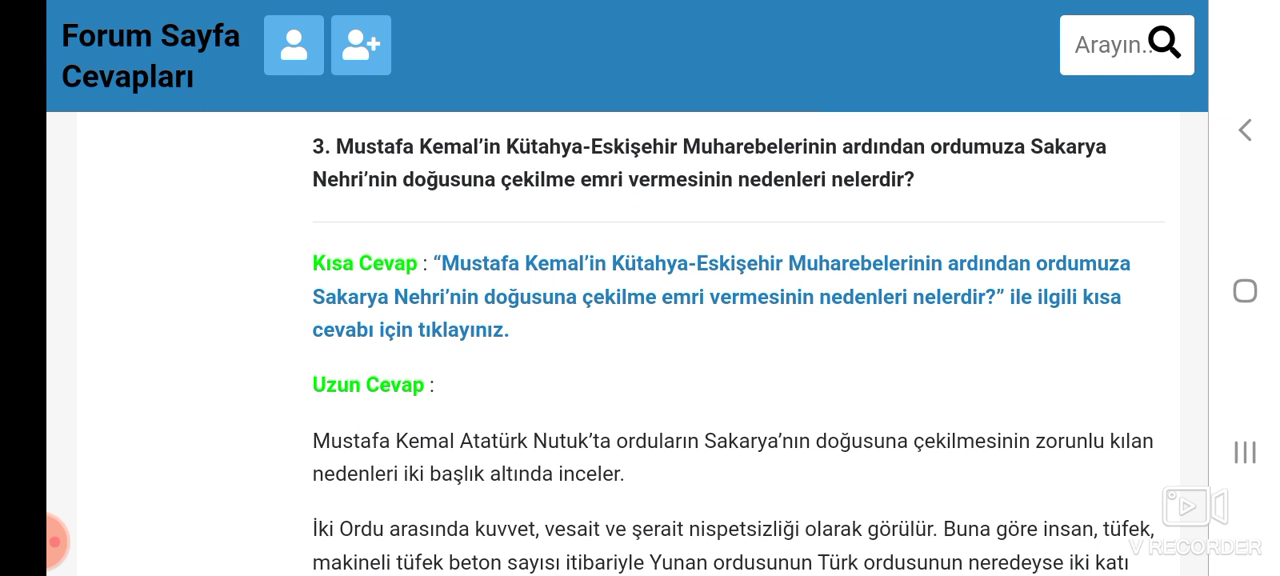 Forum Sayfa
Cevapları
Arayın..
3. Mustafa Kemal’in Kütahya-Eskişehir Muharebelerinin ardından ordumuza Sakarya
Nehri’nin doğusuna çekilme emri vermesinin nedenleri nelerdir?
Kısa Cevap : “Mustafa Kemal’in Kütahya-Eskişehir Muharebelerinin ardından ordumuza
Sakarya Nehri’nin doğusuna çekilme emri vermesinin nedenleri nelerdir?” ile ilgili kısa
cevabı için tıklayınız.
Uzun Cevap :
Mustafa Kemal Atatürk Nutuk’ta orduların Sakarya’nın doğusuna çekilmesinin zorunlu kılan
nedenleri iki başlık altında inceler.
İki Ordu arasında kuvvet, vesait ve şerait nispetsizliği olarak görülür. Buna göre insan, tüfek,
makineli tüfek beton sayısı itibariyle Yunan ordusunun Türk ordusunun neredeyse iki katı
V RECORDER